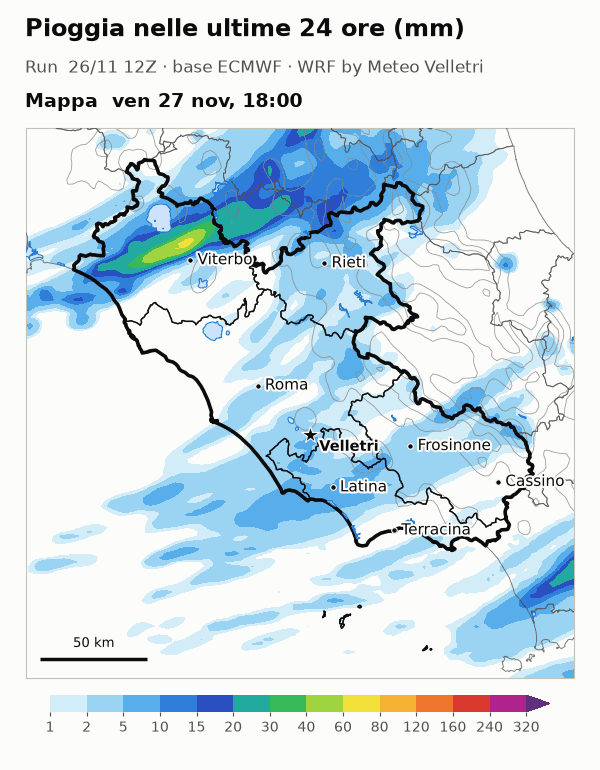 Pioggia nelle ultime 24 ore (mm)
Run  26/11 12Z · base ECMWF · WRF by Meteo Velletri
Mappa  ven 27 nov, 18:00
Viterbo
Rieti
Roma
Velletri
Frosinone
Cassino
Latina
Terracina
50 km
1 2 5 10 15 20 30 40 60 80 120 160 240 320